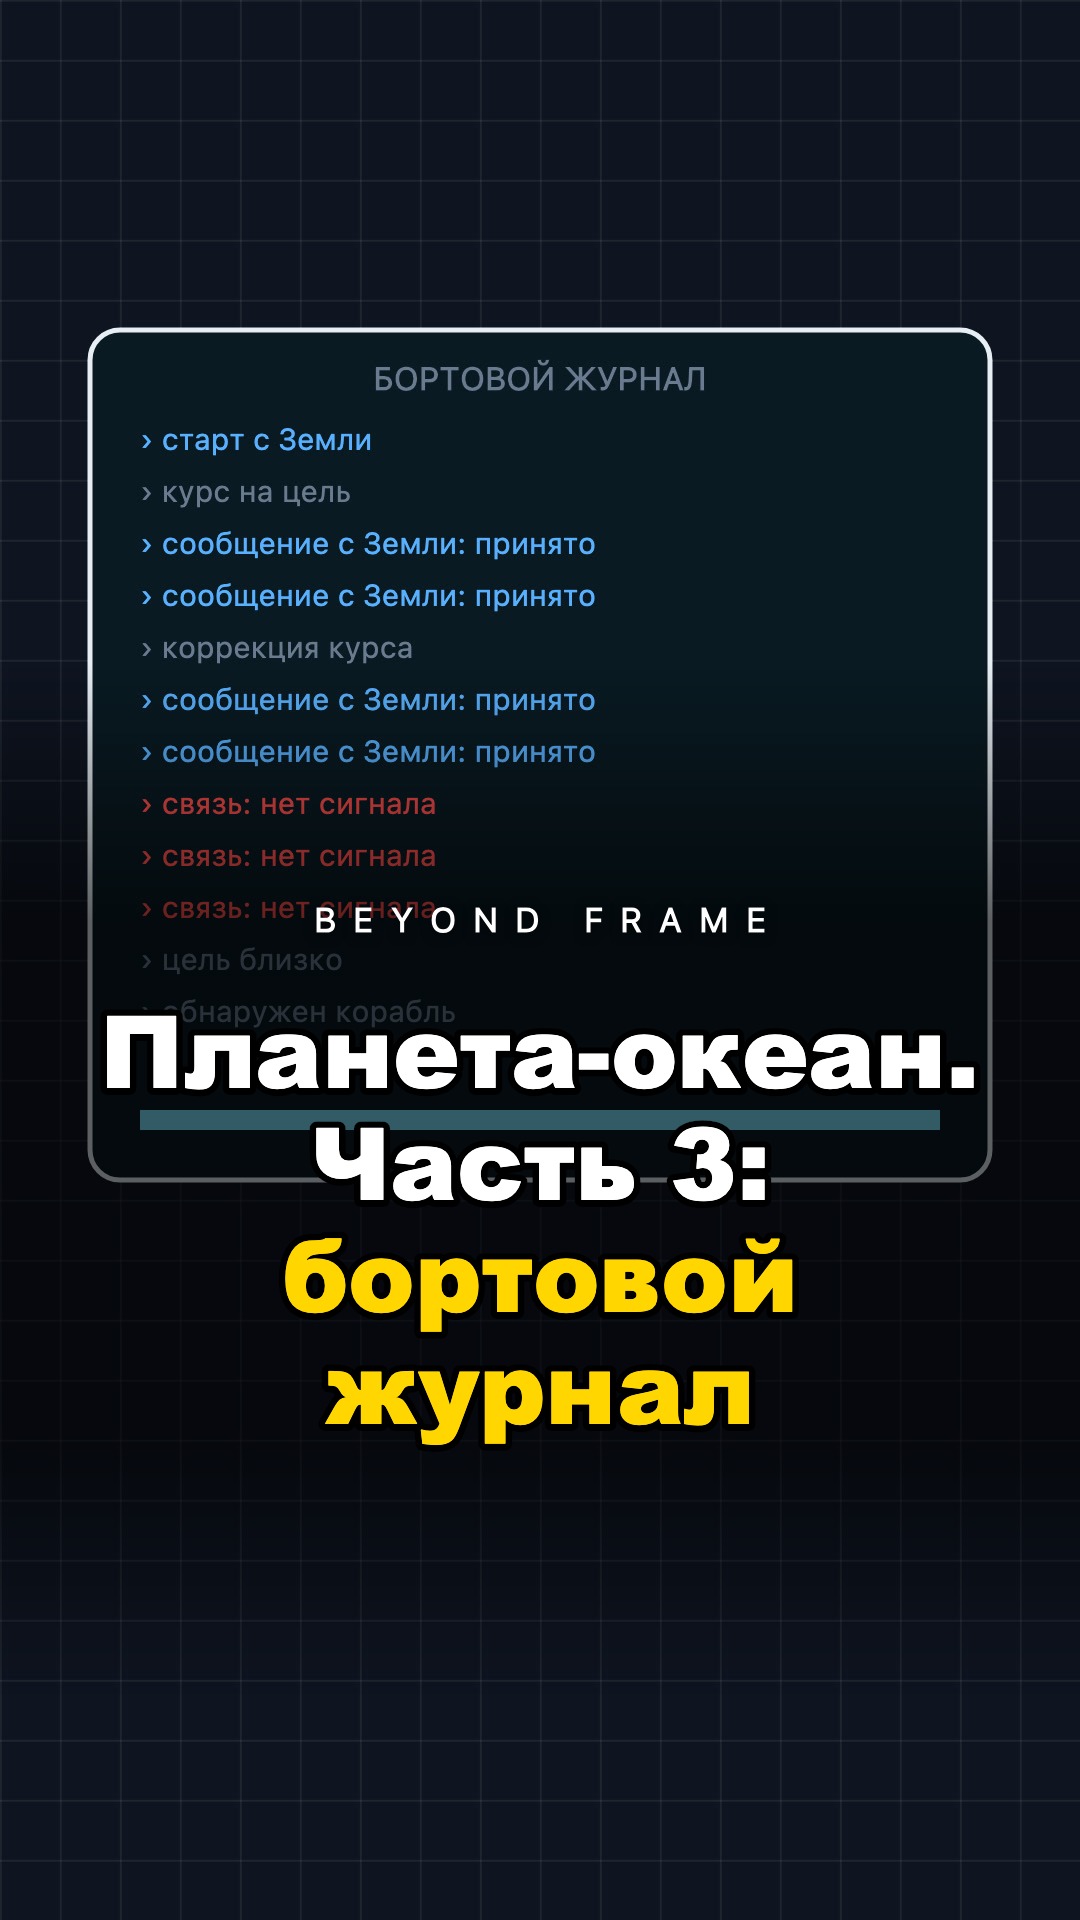 БОРТОВОЙ ЖУРНАЛ
› старт с Земли
› курс на цель
› сообщение с Земли: принято
› сообщение с Земли: принято
› коррекция курса
› сообщение с Земли: принято
› сообщение с Земли: принято
› связь: нет сигнала
› связь: нет сигнала
› связь: нет сигнала
BEYOND FRAME
› цель близко
› обнаружен корабль
Планета-океан.
Часть 3:
бортовой
журнал